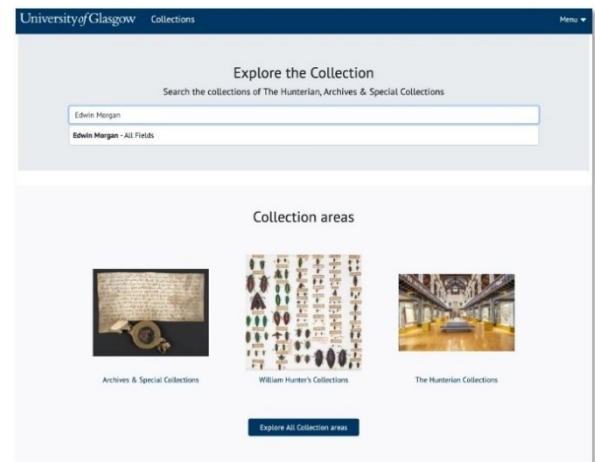 University of Glasgow Collections Menu
Explore the Collection
Search the collections of The Hunterian, Archives & Special Collections
Edwin Morgan
Edwin Morgan - All Fields
Collection areas
Archives & Special Collections
William Hunter's Collections
The Hunterian Collections
Explore All Collection areas